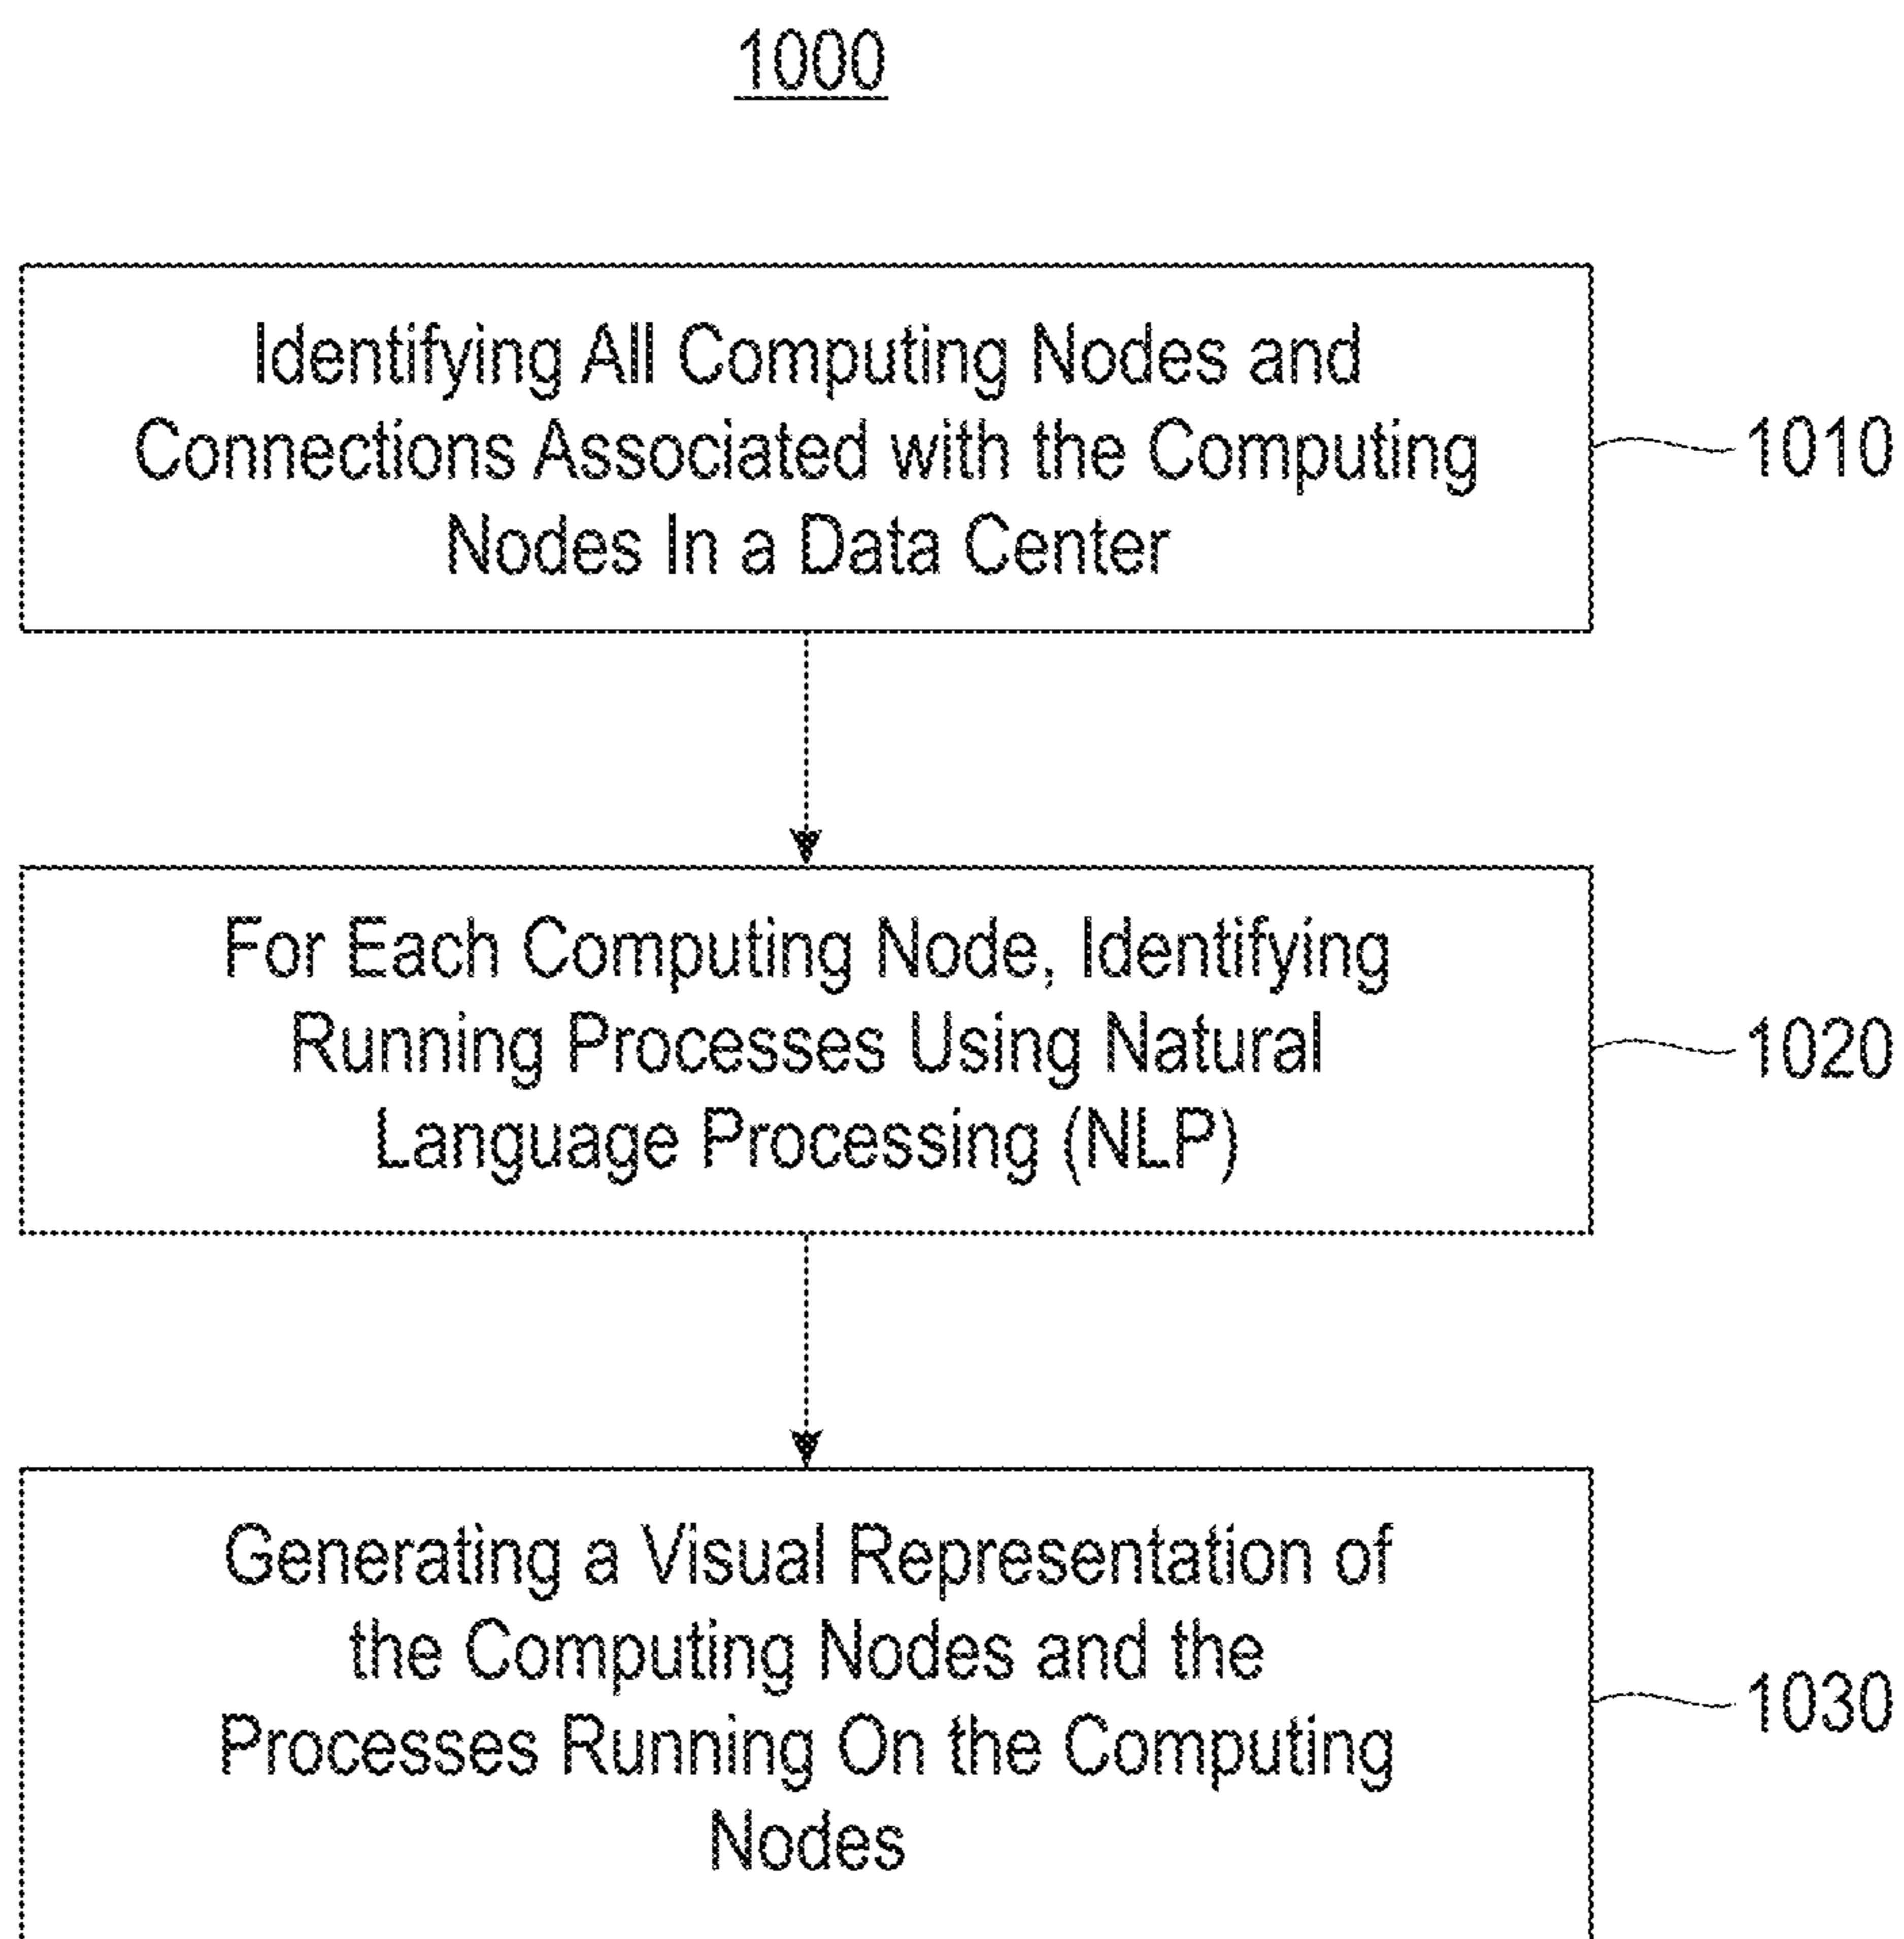 1000
Identifying All Computing Nodes and
Connections Associated with the Computing
Nodes In a Data Center
1010
For Each Computing Node, Identifying
Running Processes Using Natural
Language Processing (NLP)
1020
Generating a Visual Representation of
the Computing Nodes and the
Processes Running On the Computing
Nodes
1030